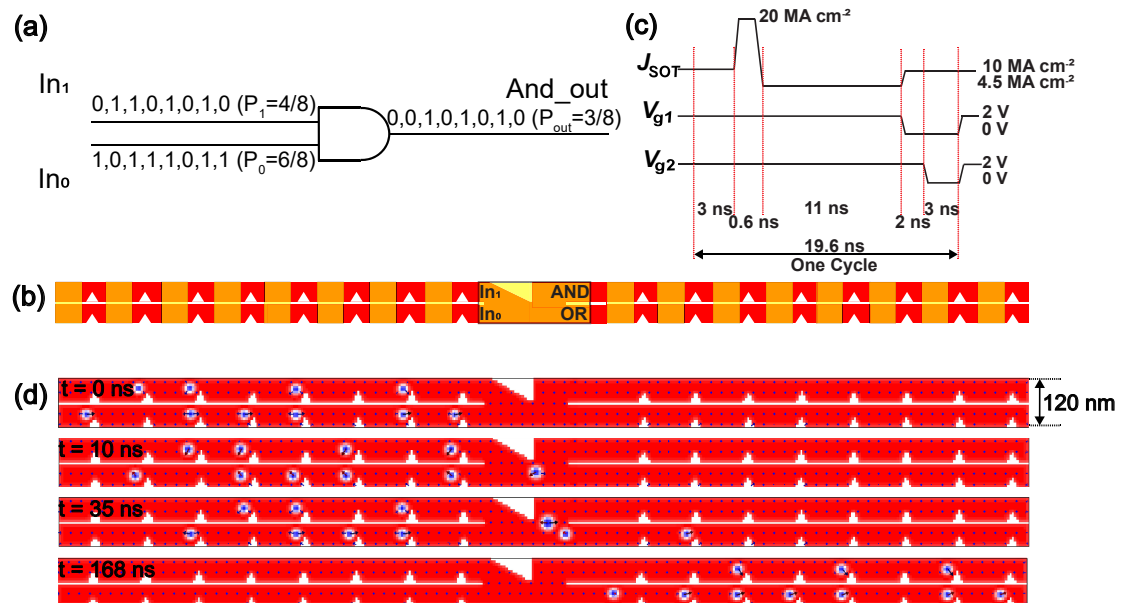 (a)
In₁
0,1,1,0,1,0,1,0 (P₁=4/8)
And_out
0,0,1,0,1,0,1,0 (Pₒᵤₜ=3/8)
1,0,1,1,1,0,1,1 (P₀=6/8)
In₀
(c)
20 MA cm⁻²
J_SOT
10 MA cm⁻²
4.5 MA cm⁻²
V_g1
2 V
0 V
V_g2
2 V
0 V
3 ns
0.6 ns
11 ns
2 ns
3 ns
19.6 ns
One Cycle
(b)
In₁ AND
In₀ OR
(d)
t = 0 ns
120 nm
t = 10 ns
t = 35 ns
t = 168 ns